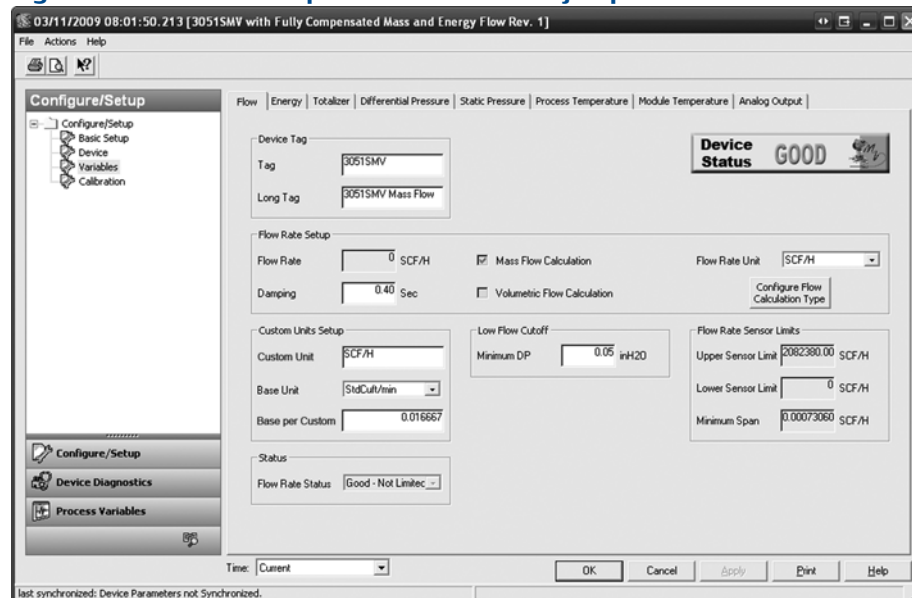 03/11/2009 08:01:50.213 [3051SMV with Fully Compensated Mass and Energy Flow Rev. 1]
File Actions Help
Configure/Setup
Configure/Setup
Basic Setup
Device
Variables
Calibration
Configure/Setup
Device Diagnostics
Process Variables
Flow Energy Totalizer Differential Pressure Static Pressure Process Temperature Module Temperature Analog Output
Device Tag
Tag 3051SMV
Long Tag 3051SMV Mass Flow
Device Status GOOD
Flow Rate Setup
Flow Rate 0 SCF/H Mass Flow Calculation Flow Rate Unit SCF/H
Damping 0.40 Sec Volumetric Flow Calculation Configure Flow Calculation Type
Custom Units Setup
Custom Unit SCF/H
Base Unit StdCuft/min
Base per Custom 0.016667
Low Flow Cutoff
Minimum DP 0.05 inH2O
Flow Rate Sensor Limits
Upper Sensor Limit 2082380.00 SCF/H
Lower Sensor Limit 0 SCF/H
Minimum Span 0.00073060 SCF/H
Status
Flow Rate Status Good - Not Limitec
Time: Current OK Cancel Apply Print Help
last synchronized: Device Parameters not Synchronized.